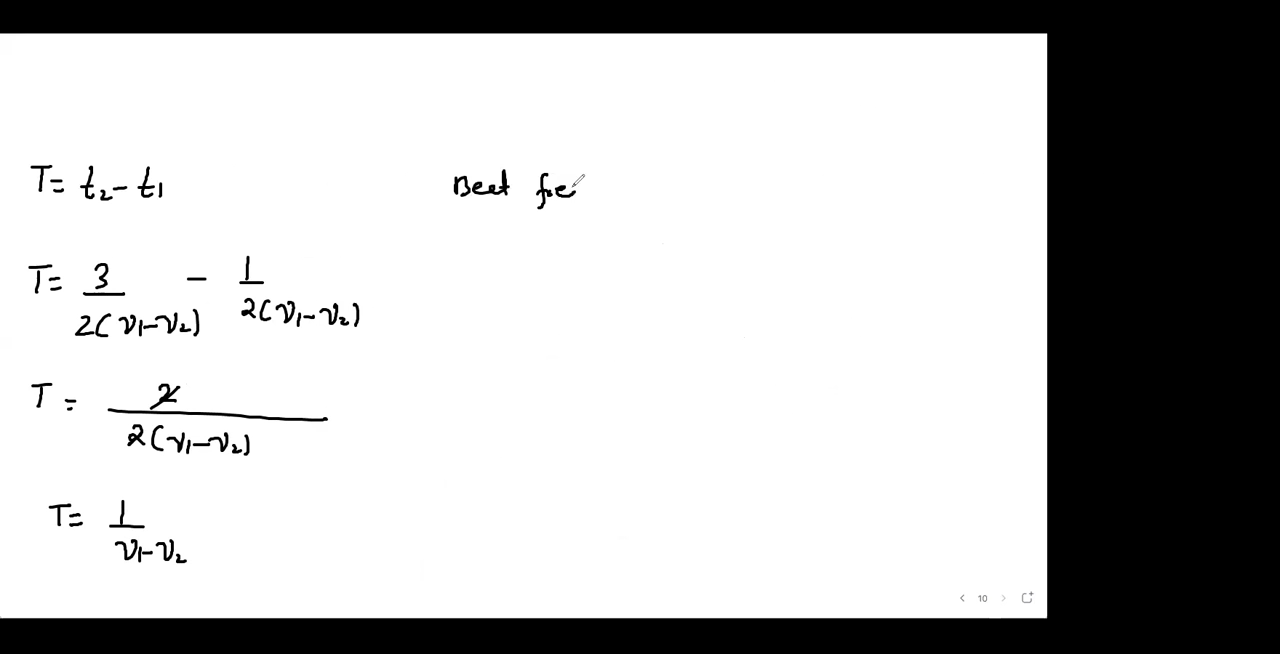 T= t₂ - t₁
Beat fre
T= 3/2(ν₁-ν₂) - 1/2(ν₁-ν₂)
T= 2/2(ν₁-ν₂)
T= 1/ν₁-ν₂
< 10 >